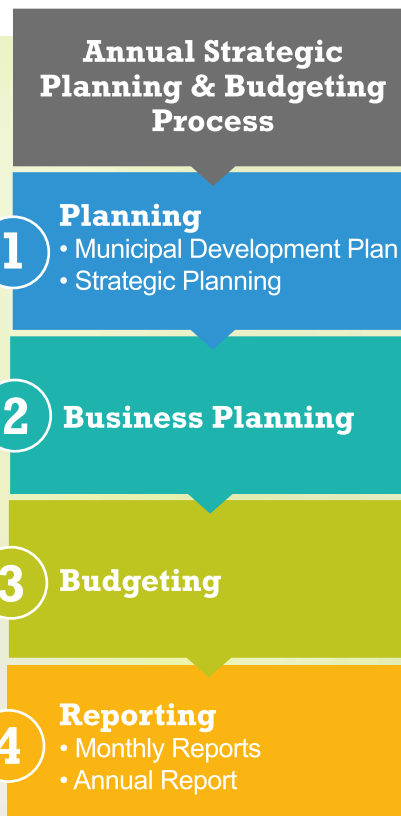 Annual Strategic
Planning & Budgeting
Process
1
Planning
• Municipal Development Plan
• Strategic Planning
2
Business Planning
3
Budgeting
4
Reporting
• Monthly Reports
• Annual Report